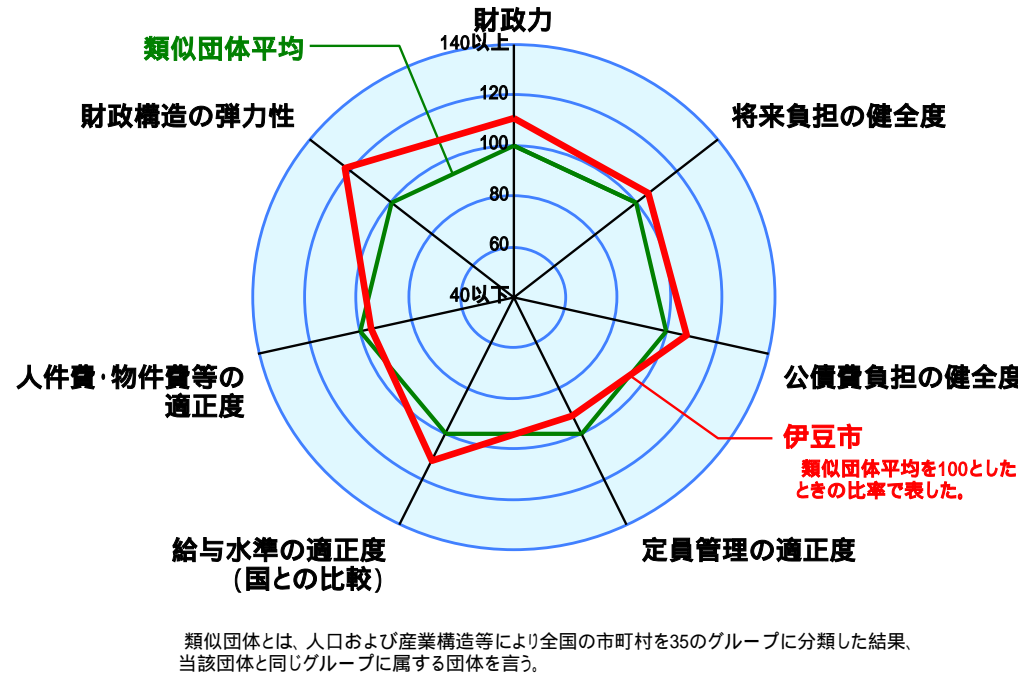 財政力
類似団体平均
140以上
財政構造の弾力性
将来負担の健全度
120
100
80
60
40以下
人件費・物件費等の
適正度
公債費負担の健全度
伊豆市
類似団体平均を100とした
ときの比率で表した。
給与水準の適正度
(国との比較)
定員管理の適正度
類似団体とは、人口および産業構造等により全国の市町村を35のグループに分類した結果、
当該団体と同じグループに属する団体を言う。